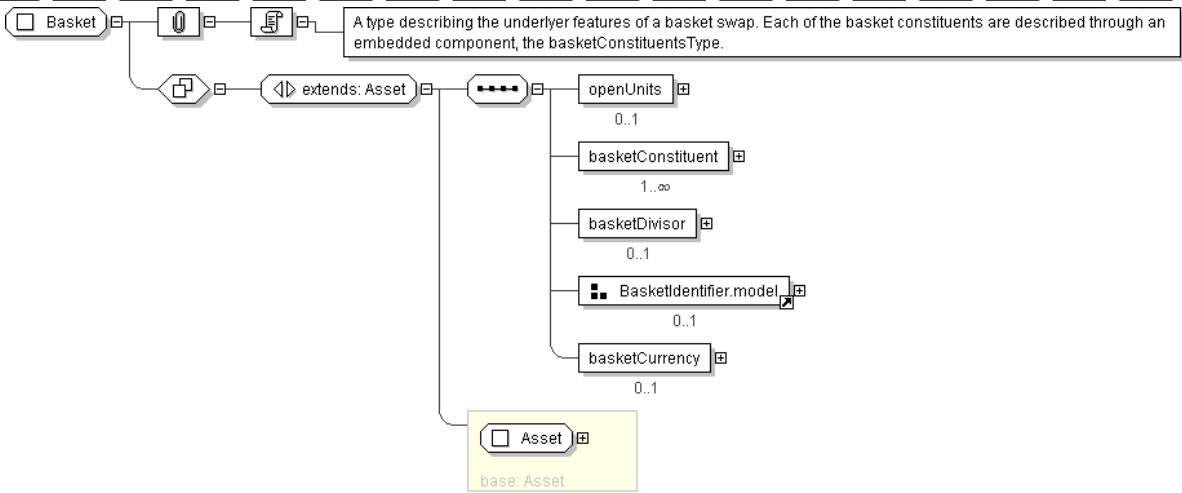 Basket
A type describing the underlyer features of a basket swap. Each of the basket constituents are described through an
embedded component, the basketConstituentsType.
extends: Asset
openUnits
0..1
basketConstituent
1..∞
basketDivisor
0..1
BasketIdentifier.model
0..1
basketCurrency
0..1
Asset
base: Asset